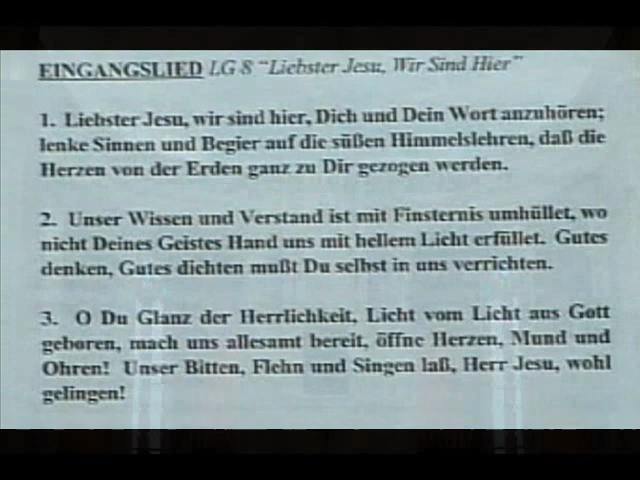 EINGANGSLIED LG 8 "Liebster Jesu, Wir Sind Hier"
1. Liebster Jesu, wir sind hier, Dich und Dein Wort anzuhören;
lenke Sinnen und Begier auf die süßen Himmelslehren, daß die
Herzen von der Erden ganz zu Dir gezogen werden.
2. Unser Wissen und Verstand ist mit Finsternis umhüllet, wo
nicht Deines Geistes Hand uns mit hellem Licht erfüllet. Gutes
denken, Gutes dichten mußt Du selbst in uns verrichten.
3. O Du Glanz der Herrlichkeit, Licht vom Licht aus Gott
geboren, mach uns allesamt bereit, öffne Herzen, Mund und
Ohren! Unser Bitten, Flehn und Singen laß, Herr Jesu, wohl
gelingen!